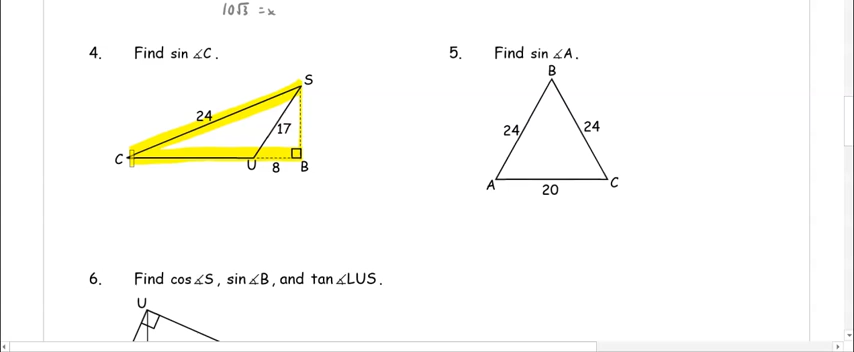 10√3 = x
4. Find sin ∡C.
5. Find sin ∡A.
S
24
17
C
U
8
B
B
24
24
A
20
C
6. Find cos∡S, sin∡B, and tan∡LUS.
U